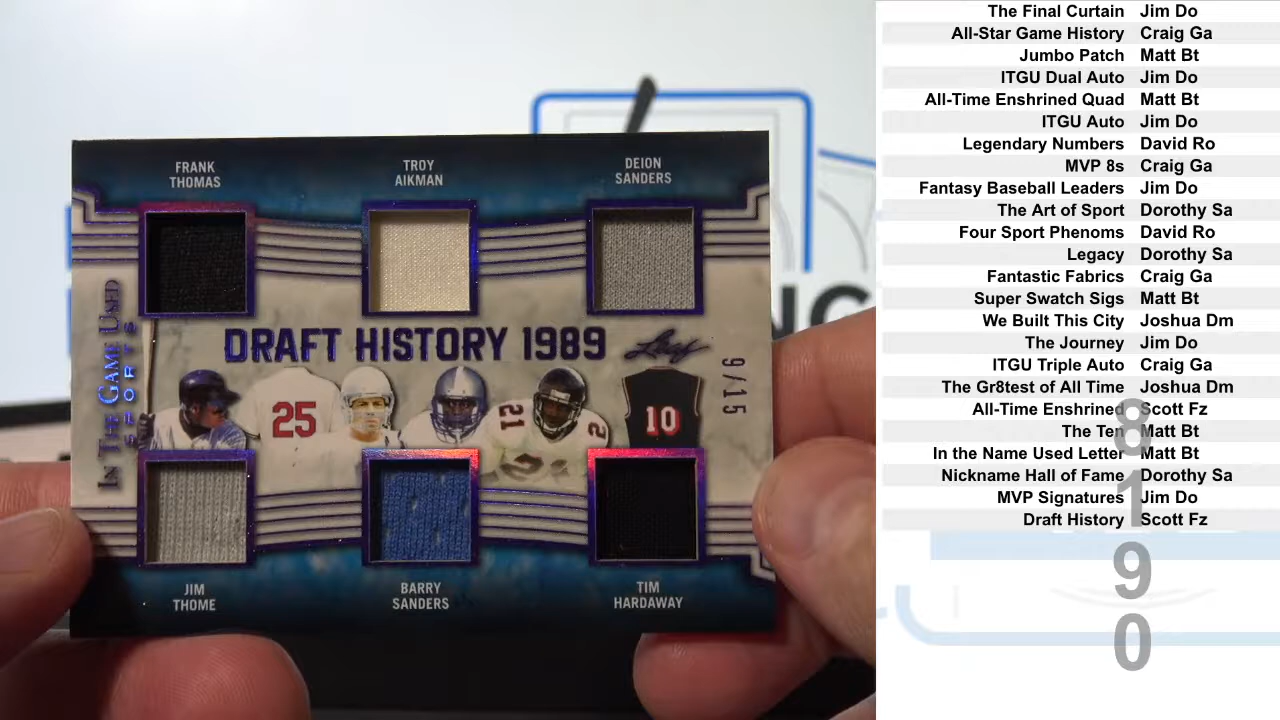 FRANK
THOMAS
TROY
AIKMAN
DEION
SANDERS
IN THE GAME USED
SPORTS
DRAFT HISTORY 1989
Leaf
9/15
25
21
2
21
10
JIM
THOME
BARRY
SANDERS
TIM
HARDAWAY
NG
The Final Curtain Jim Do
All-Star Game History Craig Ga
Jumbo Patch Matt Bt
ITGU Dual Auto Jim Do
All-Time Enshrined Quad Matt Bt
ITGU Auto Jim Do
Legendary Numbers David Ro
MVP 8s Craig Ga
Fantasy Baseball Leaders Jim Do
The Art of Sport Dorothy Sa
Four Sport Phenoms David Ro
Legacy Dorothy Sa
Fantastic Fabrics Craig Ga
Super Swatch Sigs Matt Bt
We Built This City Joshua Dm
The Journey Jim Do
ITGU Triple Auto Craig Ga
The Gr8test of All Time Joshua Dm
All-Time Enshrined Scott Fz
The Ten Matt Bt
In the Name Used Letter Matt Bt
Nickname Hall of Fame Dorothy Sa
MVP Signatures Jim Do
Draft History Scott Fz
8
1
9
0